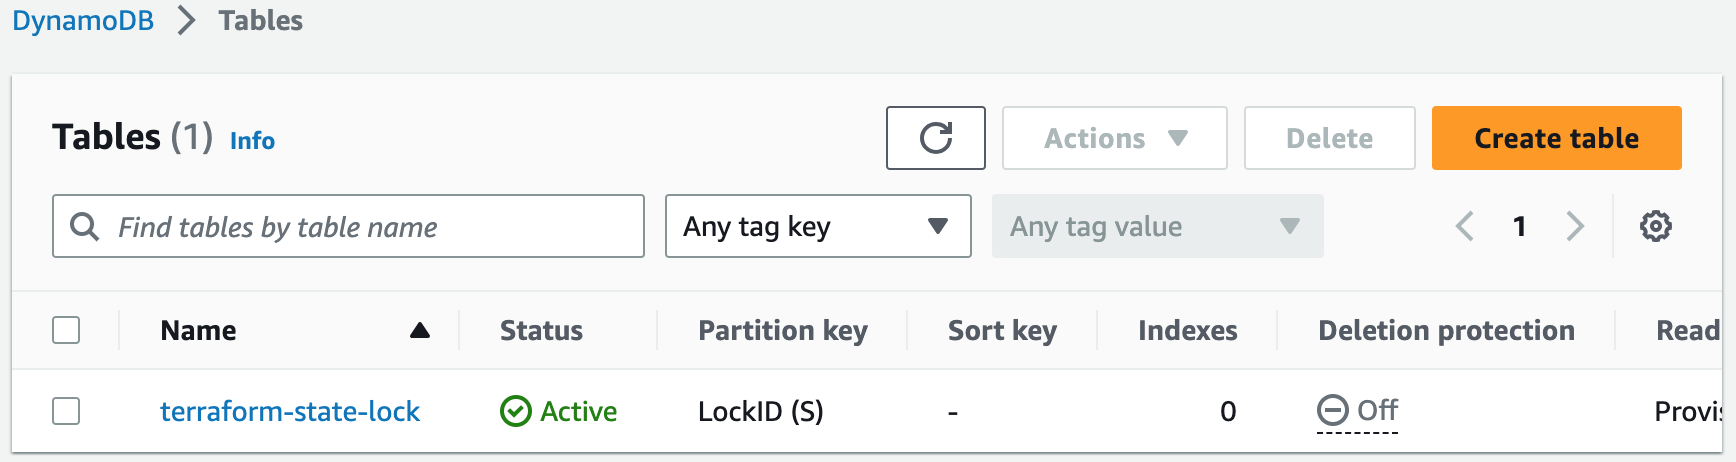 DynamoDB > Tables
Tables (1) Info
Actions Delete Create table
Find tables by table name Any tag key Any tag value 1
Name Status Partition key Sort key Indexes Deletion protection Read
terraform-state-lock Active LockID (S) - 0 Off